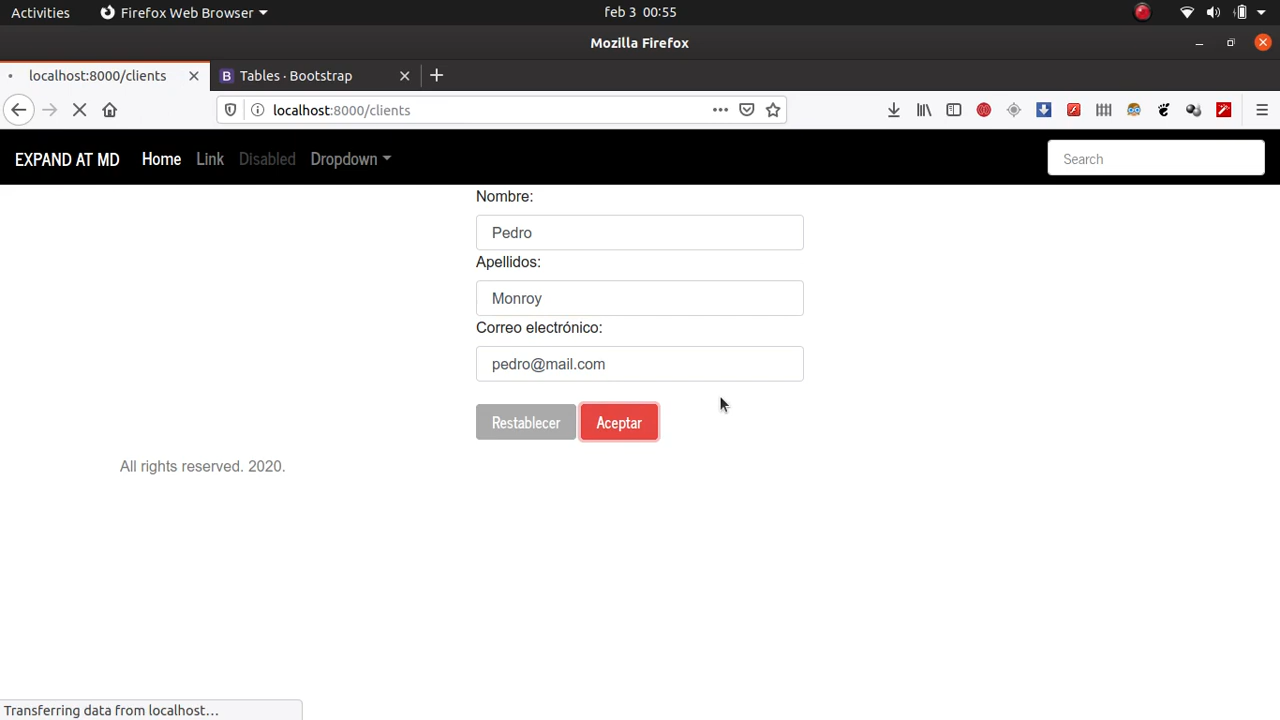 Activities Firefox Web Browser feb 3 00:55
Mozilla Firefox
localhost:8000/clients Tables · Bootstrap
localhost:8000/clients
EXPAND AT MD Home Link Disabled Dropdown Search
Nombre:
Pedro
Apellidos:
Monroy
Correo electrónico:
pedro@mail.com
Restablecer Aceptar
All rights reserved. 2020.
Transferring data from localhost…